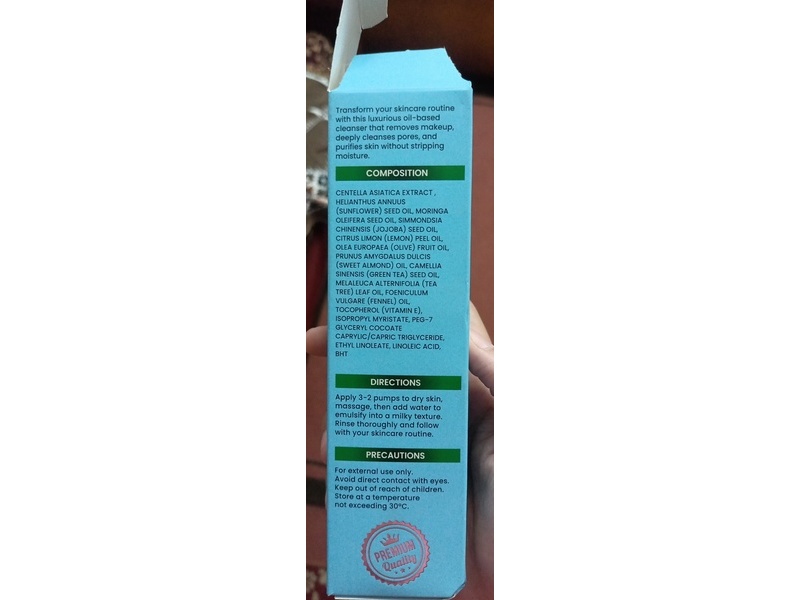 Transform your skincare routine
with this luxurious oil-based
cleanser that removes makeup,
deeply cleanses pores, and
purifies skin without stripping
moisture.
COMPOSITION
CENTELLA ASIATICA EXTRACT ,
HELIANTHUS ANNUUS
(SUNFLOWER) SEED OIL, MORINGA
OLEIFERA SEED OIL, SIMMONDSIA
CHINENSIS (JOJOBA) SEED OIL,
CITRUS LIMON (LEMON) PEEL OIL,
OLEA EUROPAEA (OLIVE) FRUIT OIL,
PRUNUS AMYGDALUS DULCIS
(SWEET ALMOND) OIL, CAMELLIA
SINENSIS (GREEN TEA) SEED OIL,
MELALEUCA ALTERNIFOLIA (TEA
TREE) LEAF OIL, FOENICULUM
VULGARE (FENNEL) OIL,
TOCOPHEROL (VITAMIN E),
ISOPROPYL MYRISTATE, PEG-7
GLYCERYL COCOATE
CAPRYLIC/CAPRIC TRIGLYCERIDE,
ETHYL LINOLEATE, LINOLEIC ACID,
BHT
DIRECTIONS
Apply 3-2 pumps to dry skin,
massage, then add water to
emulsify into a milky texture.
Rinse thoroughly and follow
with your skincare routine.
PRECAUTIONS
For external use only.
Avoid direct contact with eyes.
Keep out of reach of children.
Store at a temperature
not exceeding 30°C.
PREMIUM
Quality